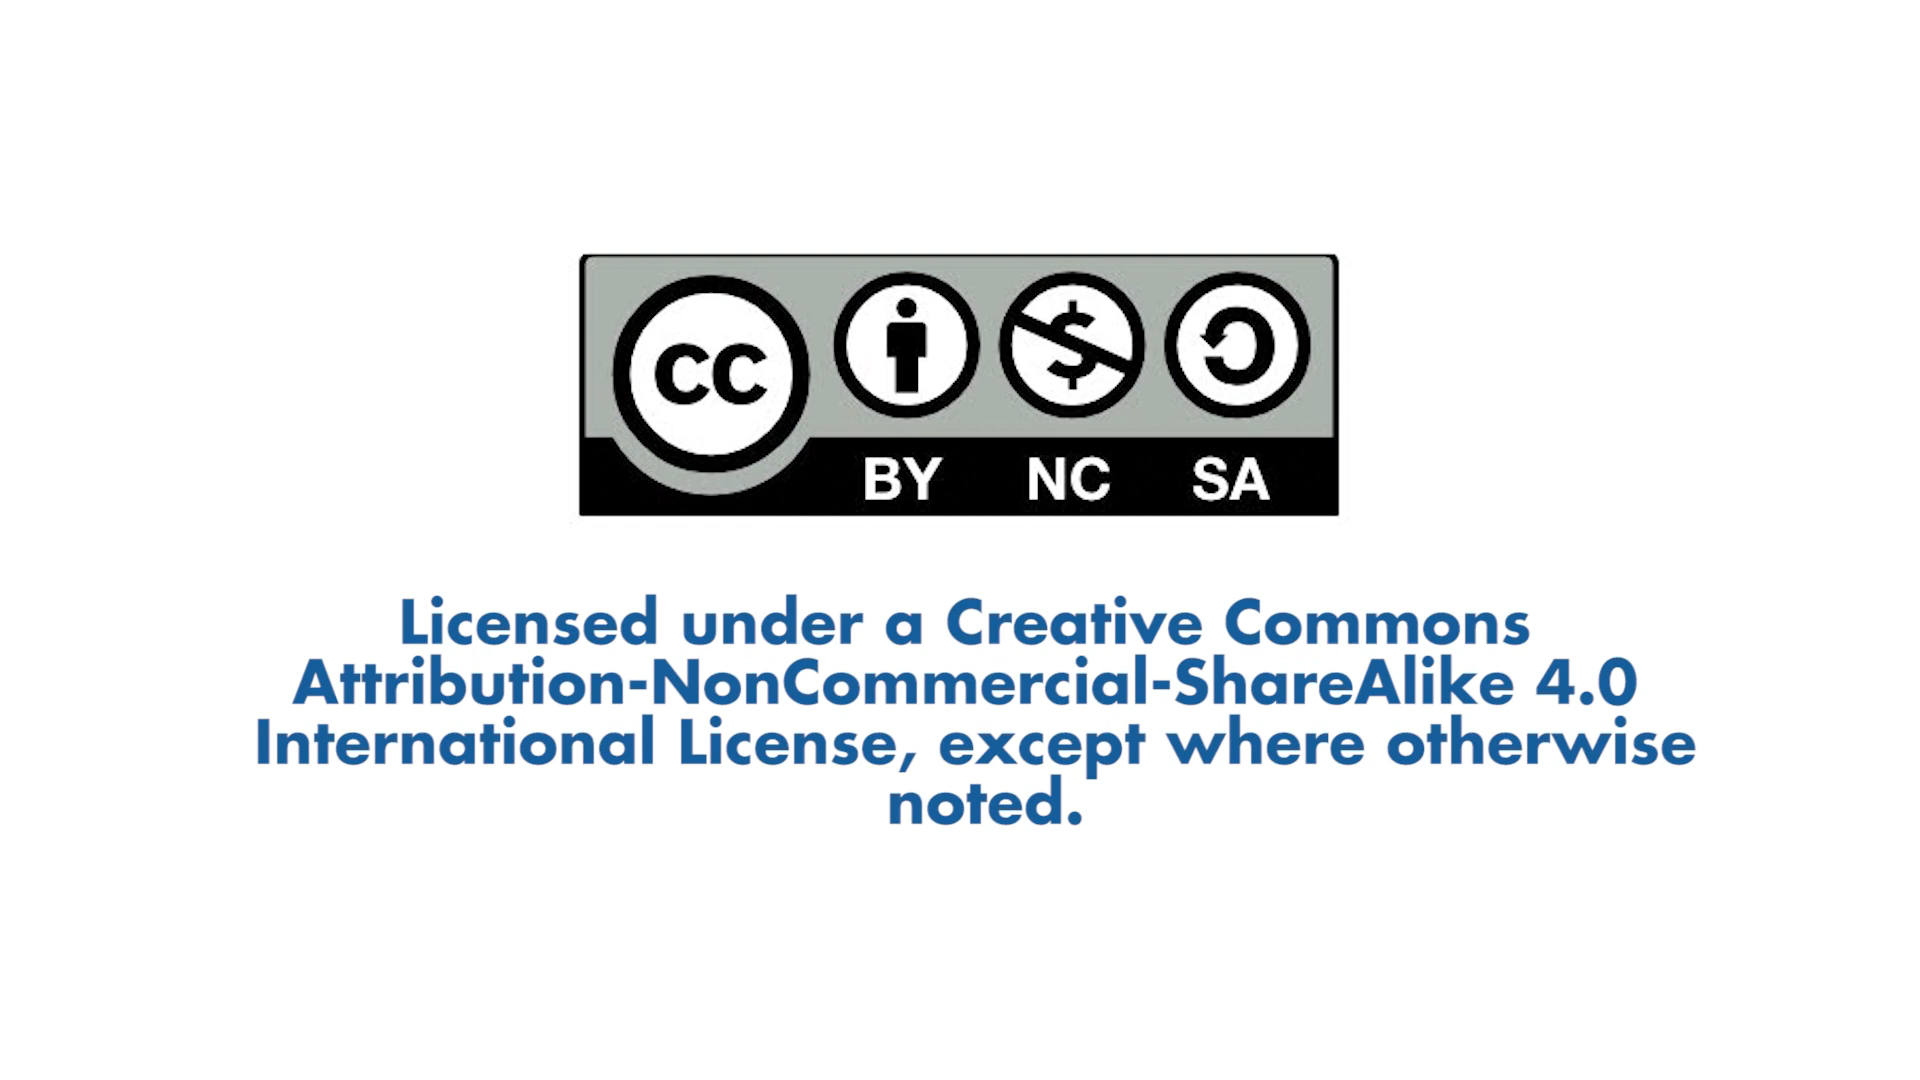 cc
BY NC SA
Licensed under a Creative Commons
Attribution-NonCommercial-ShareAlike 4.0
International License, except where otherwise
noted.